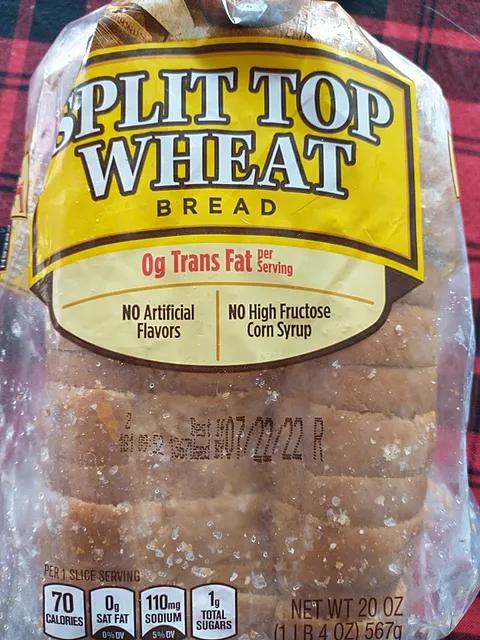 SPLIT TOP
WHEAT
BREAD
0g Trans Fat per Serving
NO Artificial
Flavors
NO High Fructose
Corn Syrup
2
07/22/22 R
PER 1 SLICE SERVING
70
CALORIES
0g
SAT FAT
0% DV
110mg
SODIUM
5% DV
1g
TOTAL
SUGARS
NET WT 20 OZ
(1 LB 4 OZ) 567g